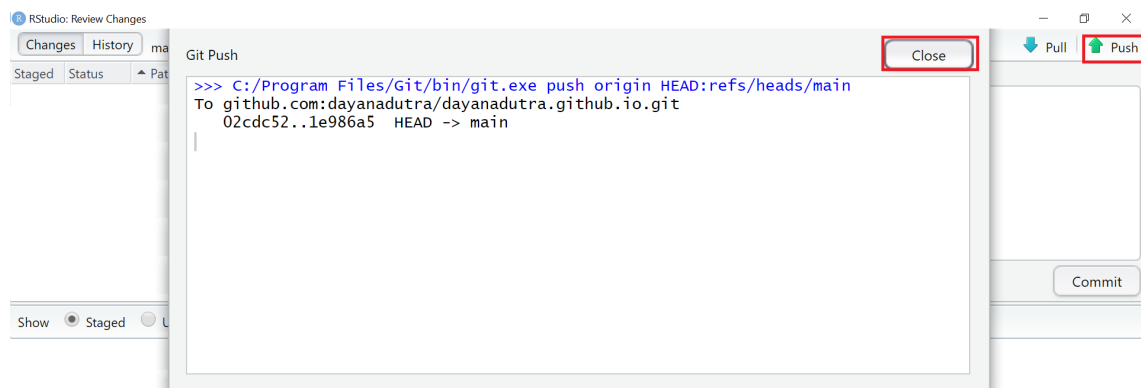 R RStudio: Review Changes
Changes History ma
Pull Push
Staged Status Pat
Git Push
Close
>>> C:/Program Files/Git/bin/git.exe push origin HEAD:refs/heads/main
To github.com:dayanadutra/dayanadutra.github.io.git
02cdc52..1e986a5 HEAD -> main
Commit
Show Staged U